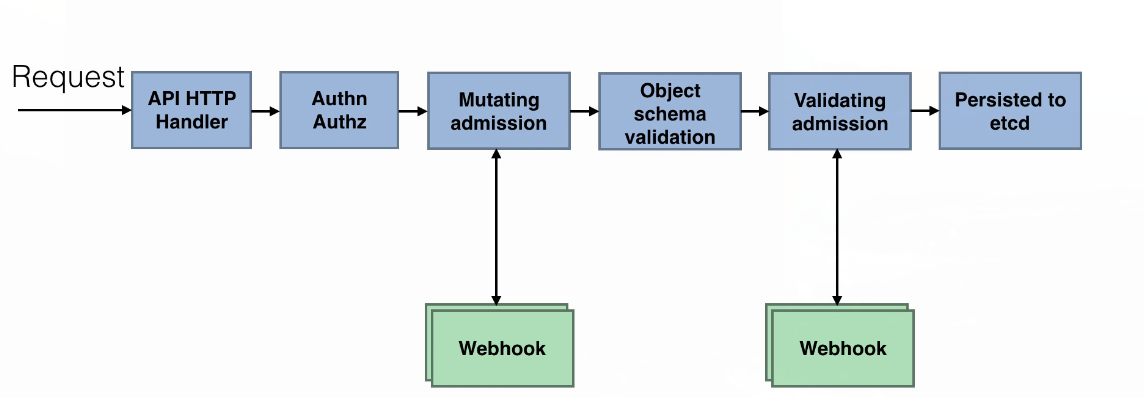 Request
API HTTP
Handler
Authn
Authz
Mutating
admission
Object
schema
validation
Validating
admission
Persisted to
etcd
Webhook
Webhook